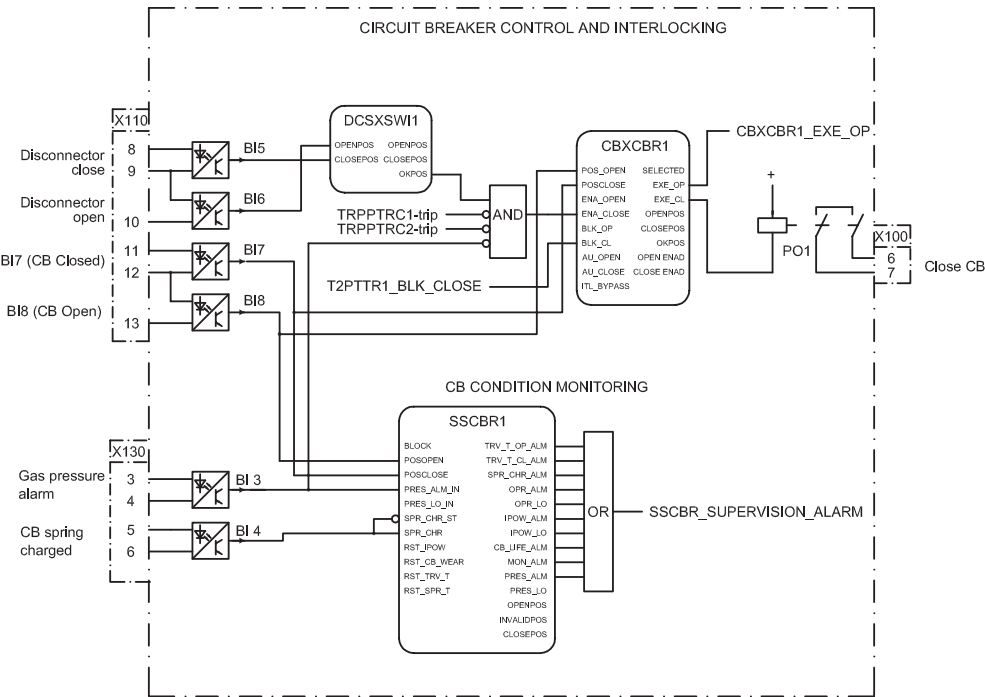 CIRCUIT BREAKER CONTROL AND INTERLOCKING
X110
8
9
10
11
12
13
Disconnector
close
Disconnector
open
BI7 (CB Closed)
BI8 (CB Open)
BI5
BI6
BI7
BI8
DCSXSWI1
OPENPOS OPENPOS
CLOSEPOS CLOSEPOS
OKPOS
TRPPTRC1-trip
TRPPTRC2-trip
AND
T2PTTR1_BLK_CLOSE
CBXCBR1
POS_OPEN SELECTED
POSCLOSE EXE_OP
ENA_OPEN EXE_CL
ENA_CLOSE OPENPOS
BLK_OP CLOSEPOS
BLK_CL OKPOS
AU_OPEN OPEN ENAD
AU_CLOSE CLOSE ENAD
ITL_BYPASS
CBXCBR1_EXE_OP
+
PO1
X100
6
7
Close CB
CB CONDITION MONITORING
X130
3
4
5
6
Gas pressure
alarm
CB spring
charged
BI 3
BI 4
SSCBR1
BLOCK TRV_T_OP_ALM
POSOPEN TRV_T_CL_ALM
POSCLOSE SPR_CHR_ALM
PRES_ALM_IN OPR_ALM
PRES_LO_IN OPR_LO
SPR_CHR_ST IPOW_ALM
SPR_CHR IPOW_LO
RST_IPOW CB_LIFE_ALM
RST_CB_WEAR MON_ALM
RST_TRV_T PRES_ALM
RST_SPR_T PRES_LO
OPENPOS
INVALIDPOS
CLOSEPOS
OR
SSCBR_SUPERVISION_ALARM